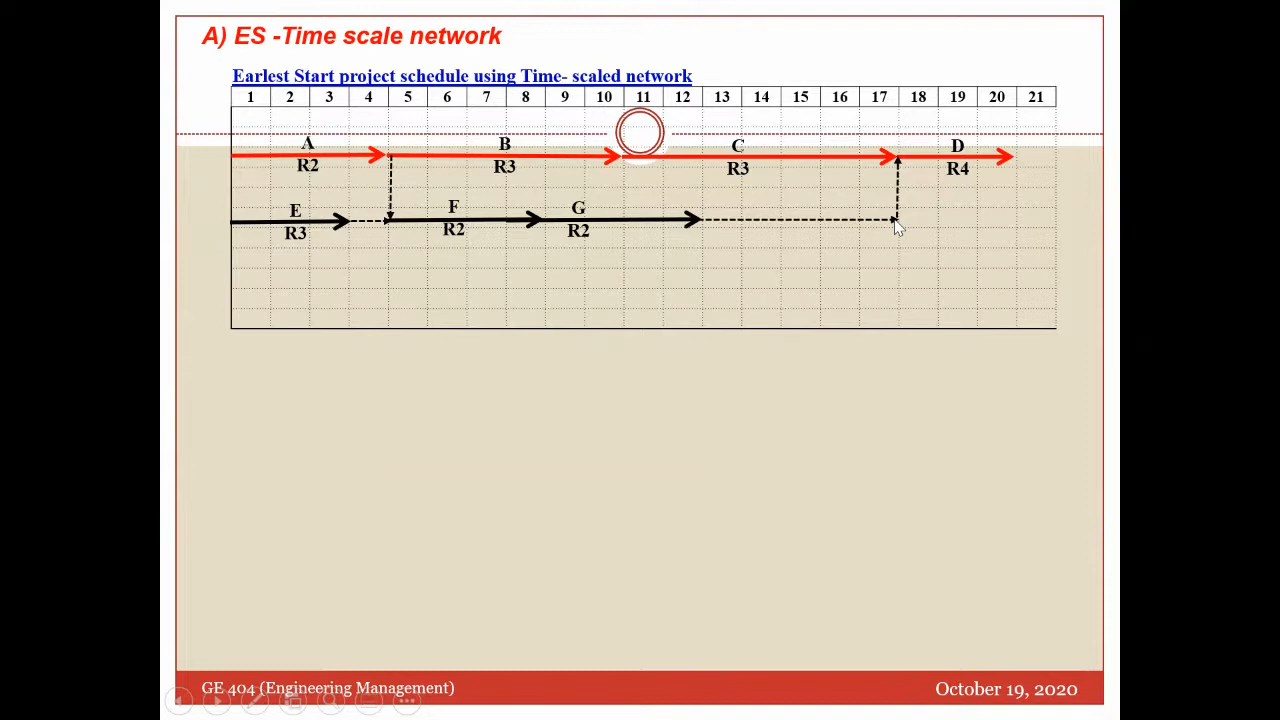 A) ES -Time scale network
Earlest Start project schedule using Time- scaled network
1 2 3 4 5 6 7 8 9 10 11 12 13 14 15 16 17 18 19 20 21
A B C D
R2 R3 R3 R4
E F G
R3 R2 R2
GE 404 (Engineering Management) October 19, 2020